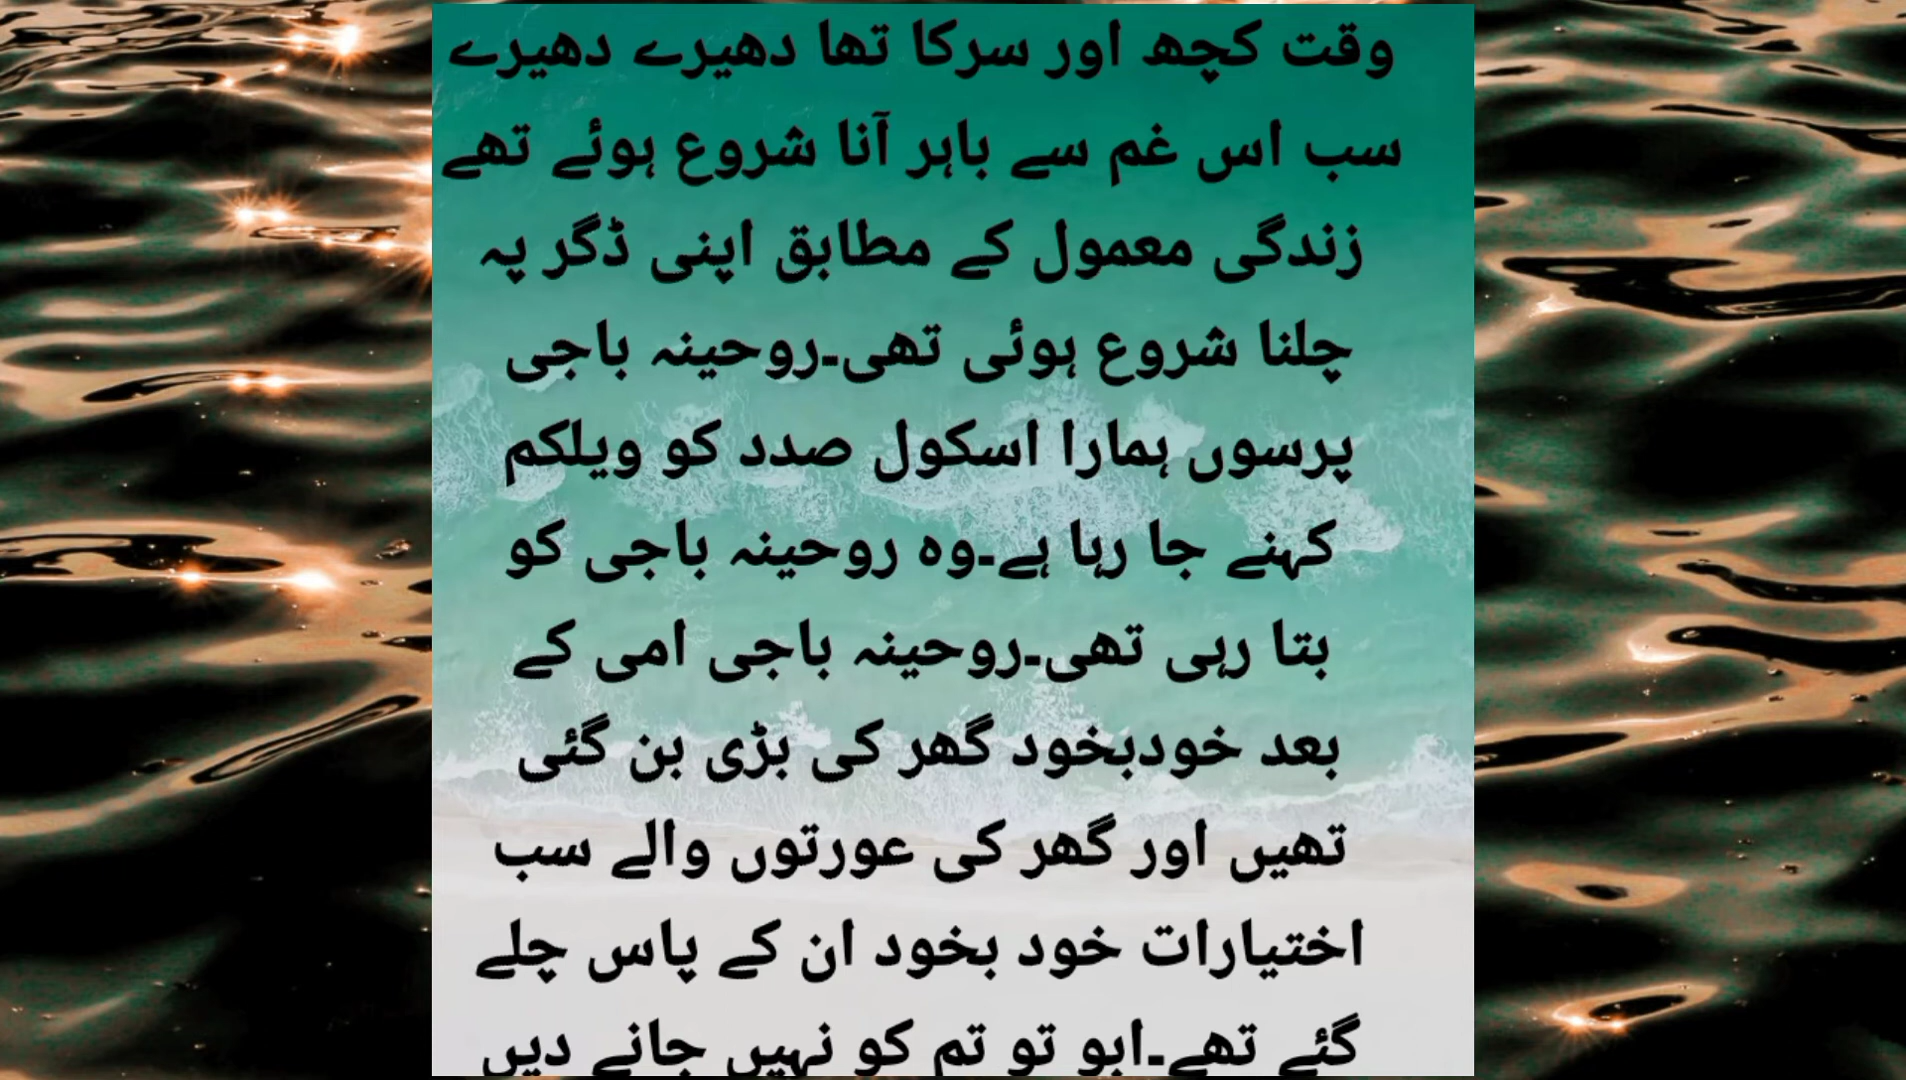 وقت کچھ اور سرکا تھا دھیرے دھیرے
سب اس غم سے باہر آنا شروع ہوئے تھے
زندگی معمول کے مطابق اپنی ڈگر پہ
چلنا شروع ہوئی تھی۔روحینہ باجی
پرسوں ہمارا اسکول صدد کو ویلکم
کہنے جا رہا ہے۔وہ روحینہ باجی کو
بتا رہی تھی۔روحینہ باجی امی کے
بعد خودبخود گھر کی بڑی بن گئی
تھیں اور گھر کی عورتوں والے سب
اختیارات خود بخود ان کے پاس چلے
گئے تھے۔ابو تو تم کو نہیں جانے دیں